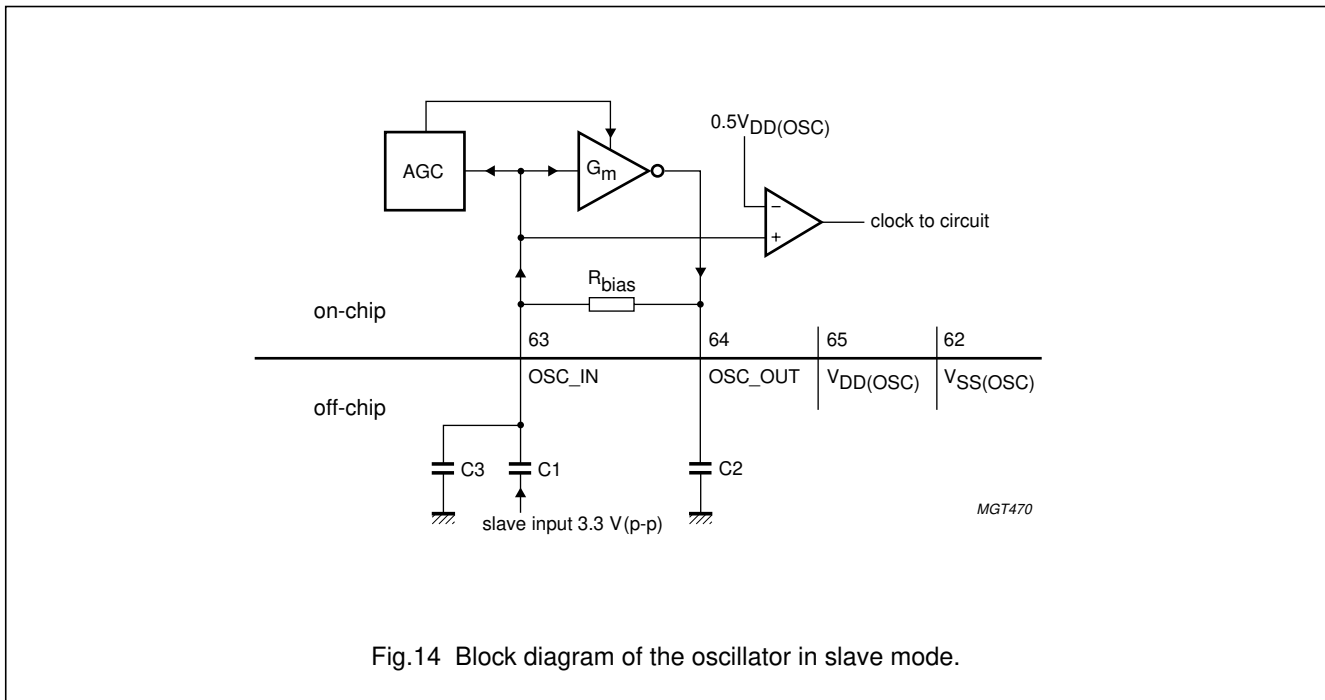 0.5VDD(OSC)
AGC
Gm
−
+
clock to circuit
Rbias
on-chip
63
64
65
62
OSC_IN
OSC_OUT
VDD(OSC)
VSS(OSC)
off-chip
C3
C1
C2
slave input 3.3 V(p-p)
MGT470
Fig.14 Block diagram of the oscillator in slave mode.